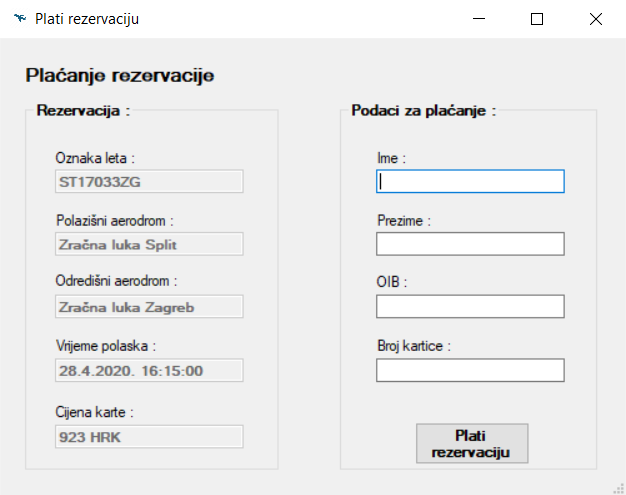 Plati rezervaciju
Plaćanje rezervacije
Rezervacija :
Oznaka leta :
ST17033ZG
Polazišni aerodrom :
Zračna luka Split
Odredišni aerodrom :
Zračna luka Zagreb
Vrijeme polaska :
28.4.2020. 16:15:00
Cijena karte :
923 HRK
Podaci za plaćanje :
Ime :
Prezime :
OIB :
Broj kartice :
Plati
rezervaciju